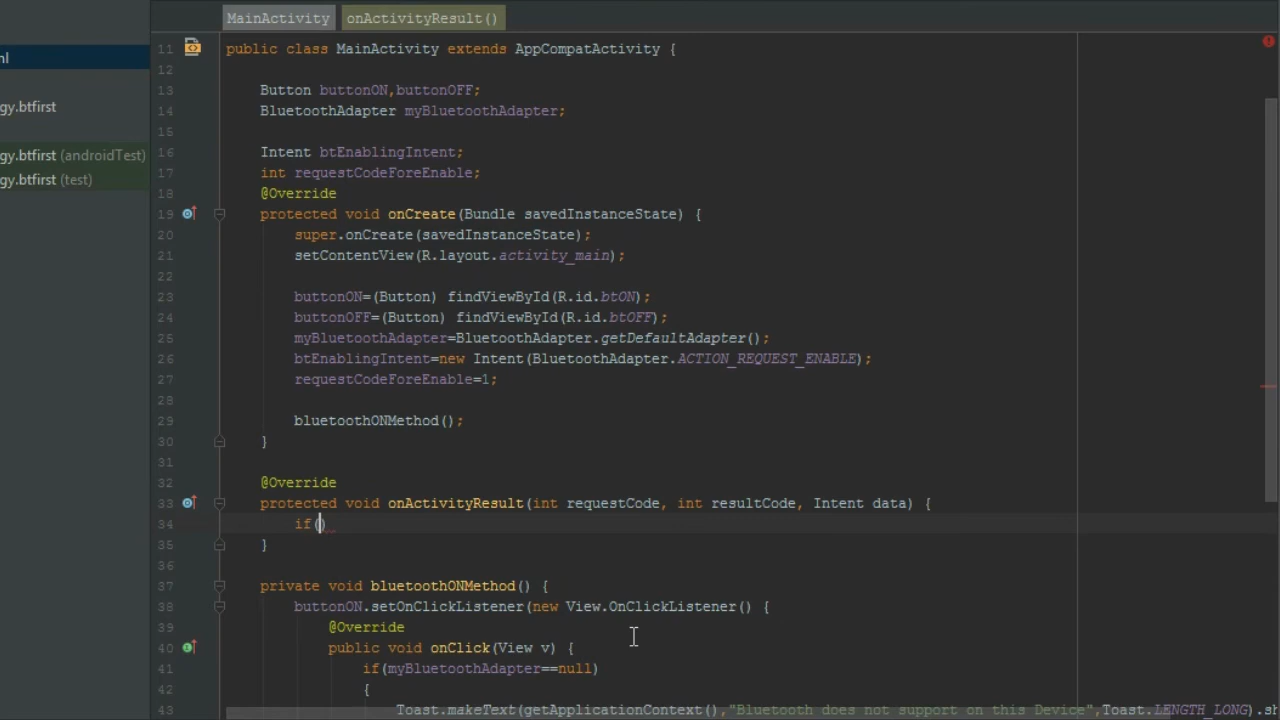 MainActivity onActivityResult()
11 public class MainActivity extends AppCompatActivity {
12
13 Button buttonON,buttonOFF;
14 BluetoothAdapter myBluetoothAdapter;
15
16 Intent btEnablingIntent;
17 int requestCodeForeEnable;
18 @Override
19 protected void onCreate(Bundle savedInstanceState) {
20 super.onCreate(savedInstanceState);
21 setContentView(R.layout.activity_main);
22
23 buttonON=(Button) findViewById(R.id.btON);
24 buttonOFF=(Button) findViewById(R.id.btOFF);
25 myBluetoothAdapter=BluetoothAdapter.getDefaultAdapter();
26 btEnablingIntent=new Intent(BluetoothAdapter.ACTION_REQUEST_ENABLE);
27 requestCodeForeEnable=1;
28
29 bluetoothONMethod();
30 }
31
32 @Override
33 protected void onActivityResult(int requestCode, int resultCode, Intent data) {
34 if()
35 }
36
37 private void bluetoothONMethod() {
38 buttonON.setOnClickListener(new View.OnClickListener() {
39 @Override
40 public void onClick(View v) {
41 if(myBluetoothAdapter==null)
42 {
43 Toast.makeText(getApplicationContext(),"Bluetooth does not support on this Device",Toast.LENGTH_LONG).sh
nl
gy.btfirst
gy.btfirst (androidTest)
gy.btfirst (test)